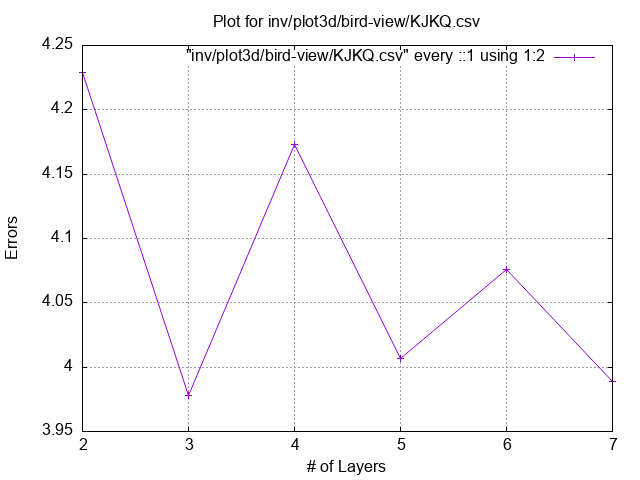 Plot for inv/plot3d/bird-view/KJKQ.csv
"inv/plot3d/bird-view/KJKQ.csv" every ::1 using 1:2
4.25
4.2
4.15
4.1
4.05
4
3.95
Errors
2 3 4 5 6 7
# of Layers